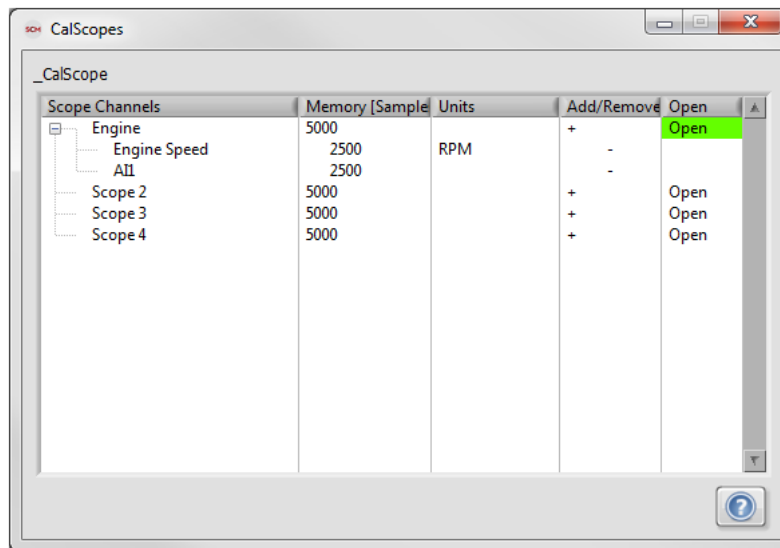 SCM CalScopes
_CalScope
Scope Channels Memory [Sample Units Add/Remove Open
Engine 5000 + Open
Engine Speed 2500 RPM -
AI1 2500 -
Scope 2 5000 + Open
Scope 3 5000 + Open
Scope 4 5000 + Open
?